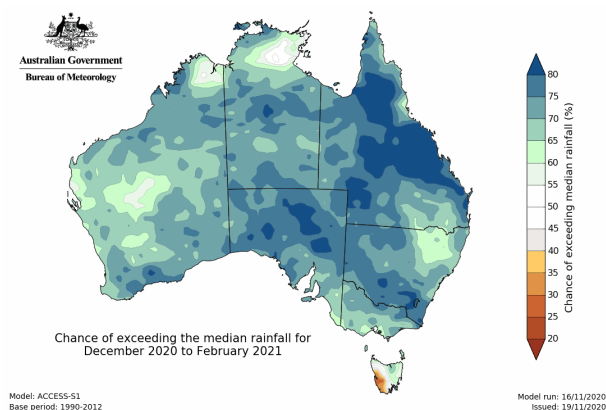 Australian Government
Bureau of Meteorology
80
75
70
65
60
55
50
45
40
35
30
25
20
Chance of exceeding median rainfall (%)
Chance of exceeding the median rainfall for
December 2020 to February 2021
Model: ACCESS-S1
Base period: 1990-2012
Model run: 16/11/2020
Issued: 19/11/2020